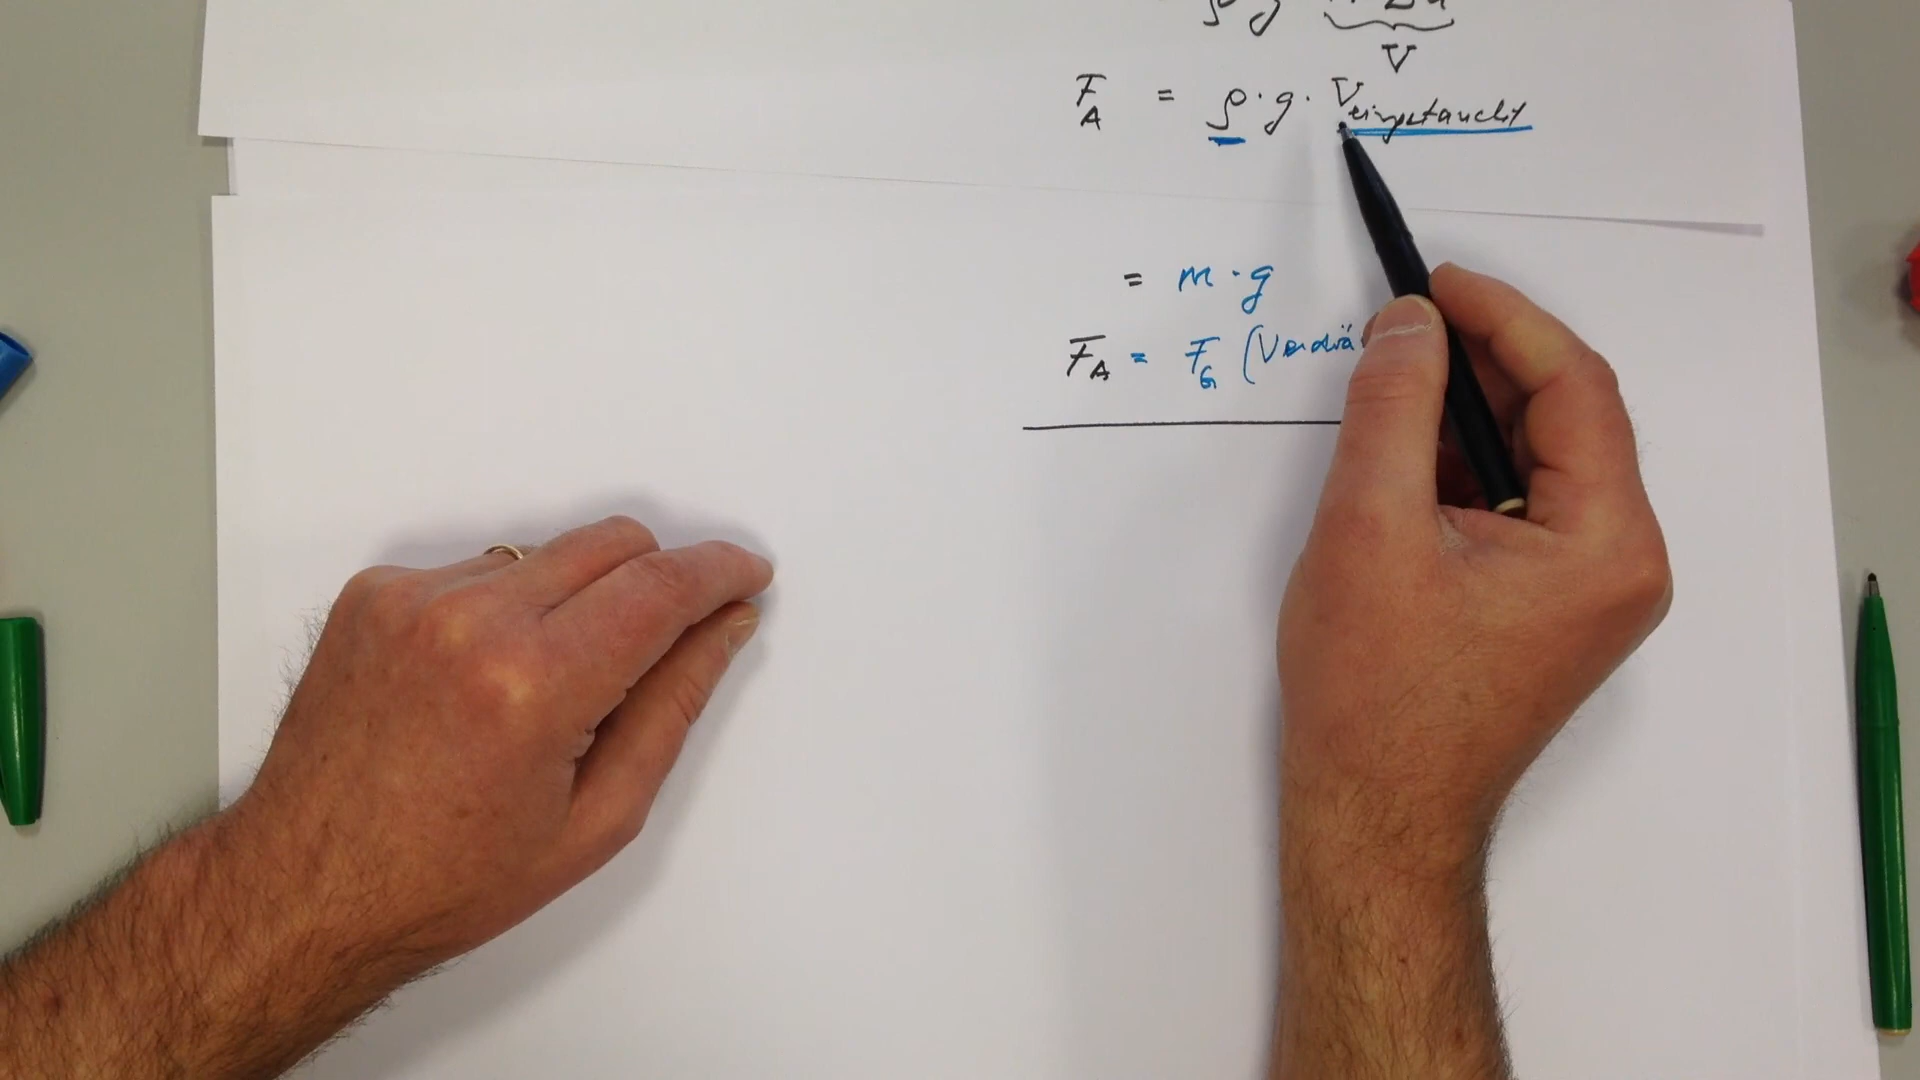 ρ · g
V
F_A = ρ · g · V_eingetaucht
= m · g
F_A = F_G (Verdrä